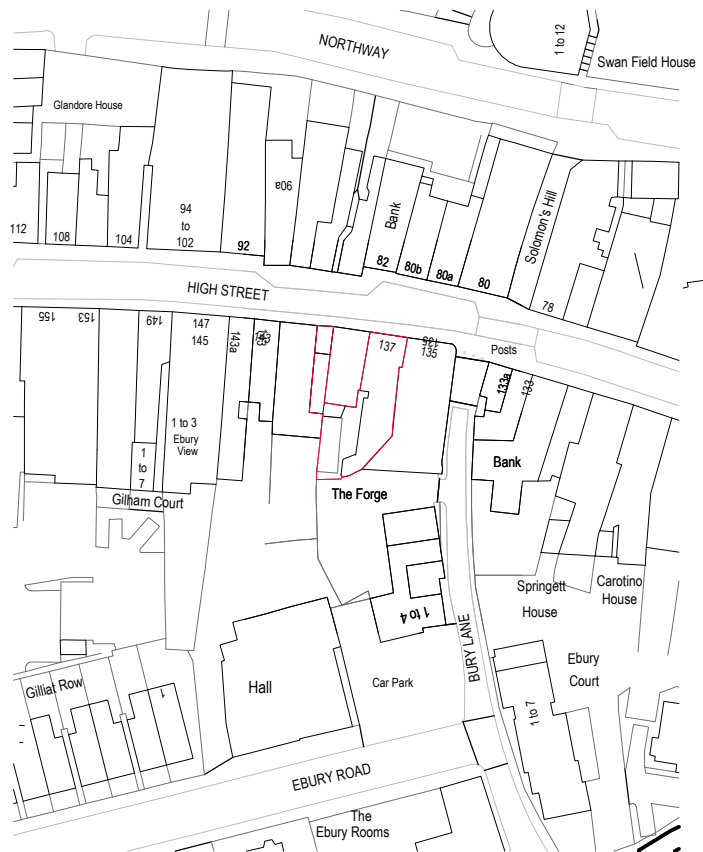 NORTHWAY
1 to 12
Swan Field House
Glandore House
90a
94
to
102
Bank
Solomon's Hill
112
108
104
92
82
80b
80a
80
78
HIGH STREET
155
153
149
147
145
143a
137
135
135
Posts
133a
133
1 to 3
Ebury
View
1
to
7
Gilham Court
The Forge
Bank
1 to 4
Springett
House
Carotino
House
BURY LANE
Ebury
Court
Gilliat Row
1
Hall
Car Park
1 to 7
EBURY ROAD
The
Ebury Rooms